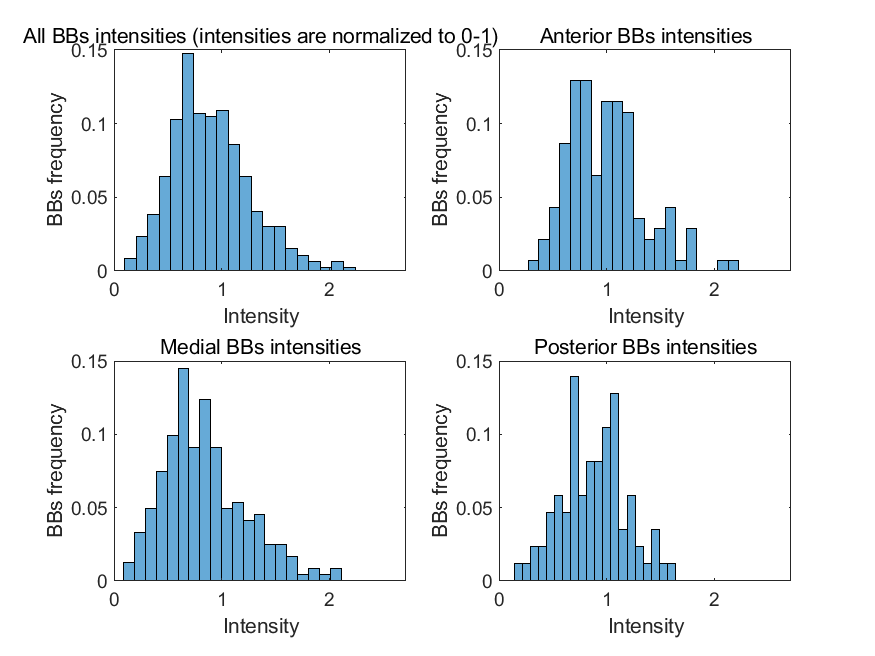 All BBs intensities (intensities are normalized to 0-1)
0.15
0.1
0.05
0
BBs frequency
0 1 2
Intensity
Anterior BBs intensities
0.15
0.1
0.05
0
BBs frequency
0 1 2
Intensity
Medial BBs intensities
0.15
0.1
0.05
0
BBs frequency
0 1 2
Intensity
Posterior BBs intensities
0.15
0.1
0.05
0
BBs frequency
0 1 2
Intensity